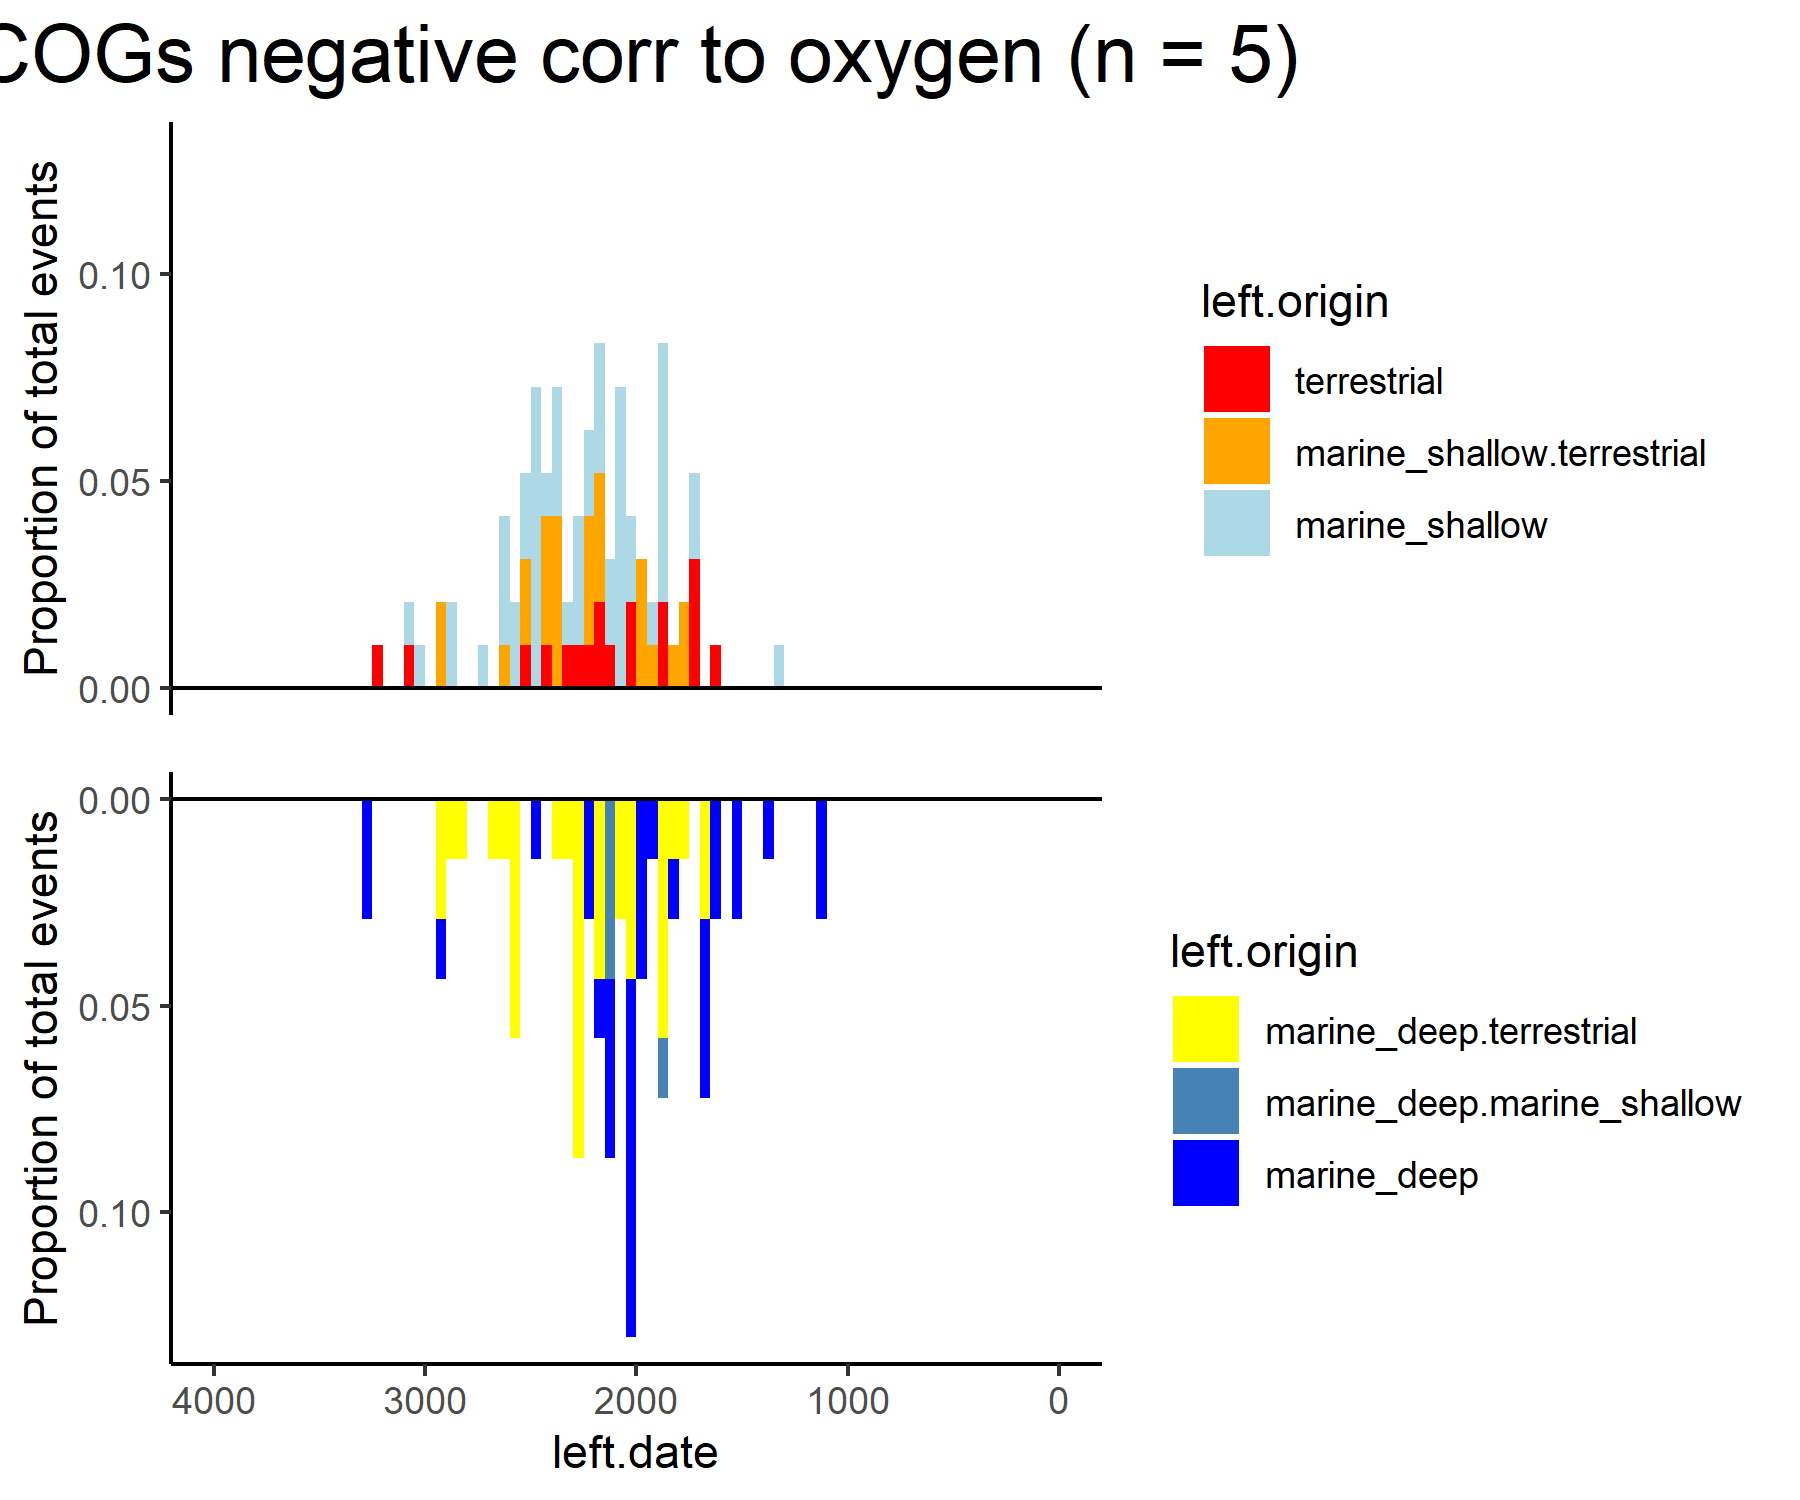 COGs negative corr to oxygen (n = 5)
Proportion of total events
0.10
0.05
0.00
left.origin
terrestrial
marine_shallow.terrestrial
marine_shallow
Proportion of total events
0.00
0.05
0.10
4000 3000 2000 1000 0
left.date
left.origin
marine_deep.terrestrial
marine_deep.marine_shallow
marine_deep